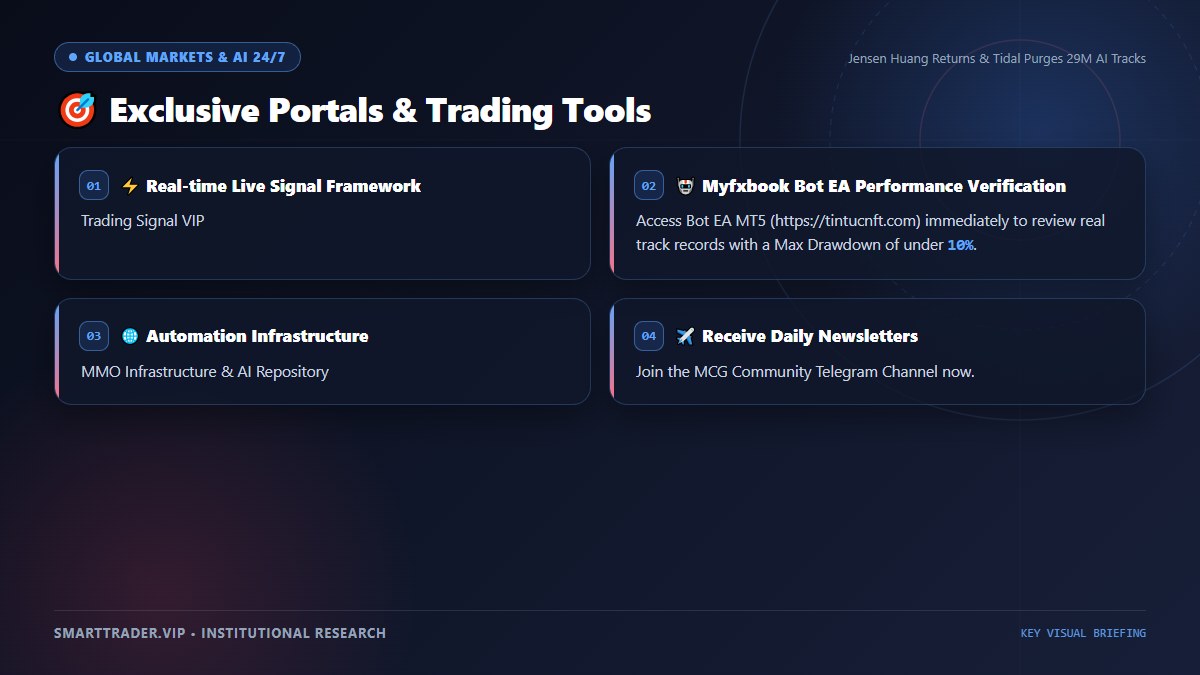 GLOBAL MARKETS & AI 24/7
Jensen Huang Returns & Tidal Purges 29M AI Tracks
🎯 Exclusive Portals & Trading Tools
01 ⚡ Real-time Live Signal Framework
Trading Signal VIP
02 🤖 Myfxbook Bot EA Performance Verification
Access Bot EA MT5 (https://tintucnft.com) immediately to review real
track records with a Max Drawdown of under 10%.
03 🌐 Automation Infrastructure
MMO Infrastructure & AI Repository
04 ✈️ Receive Daily Newsletters
Join the MCG Community Telegram Channel now.
SMARTTRADER.VIP • INSTITUTIONAL RESEARCH
KEY VISUAL BRIEFING